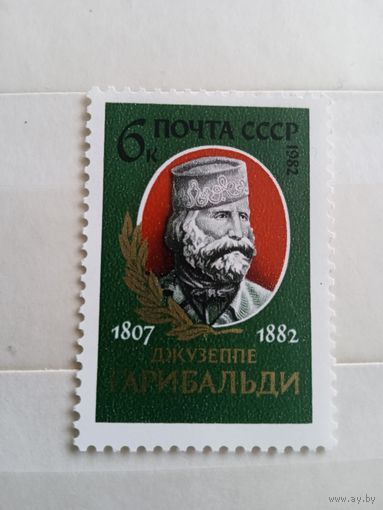 6к ПОЧТА СССР
1982
1807 1882
ДЖУЗЕППЕ
ГАРИБАЛЬДИ
www.ay.by